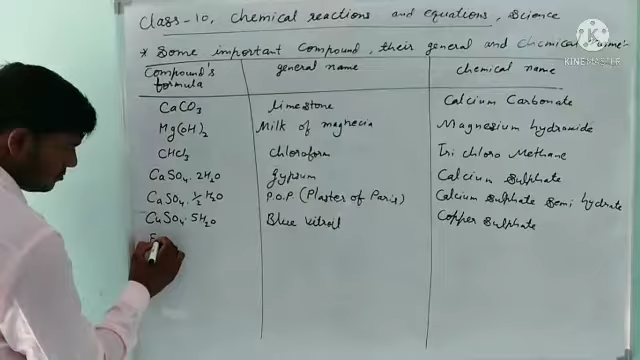 Class-10, Chemical reactions and equations, Science
* Some important Compound, their general and chemical name:
KINEMASTER
Compound's formula general name chemical name
CaCO₃ limestone Calcium Carbonate
Mg(OH)₂ Milk of magnecia Magnesium hydroxide
CHCl₃ chloroform Tri chloro Methane
CaSO₄·2H₂O Gypsum Calcium Sulphate
CaSO₄·½H₂O P.O.P (Plaster of Paris) Calcium Sulphate Semi hydrate
CuSO₄·5H₂O Blue Vitroil Copper Sulphate
F